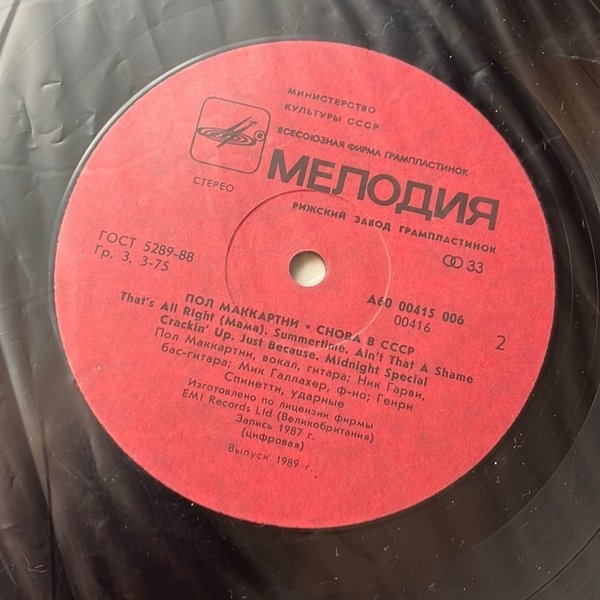 МИНИСТЕРСТВО
КУЛЬТУРЫ СССР
ВСЕСОЮЗНАЯ ФИРМА ГРАМПЛАСТИНОК
®
МЕЛОДИЯ
СТЕРЕО
РИЖСКИЙ ЗАВОД ГРАМПЛАСТИНОК
ГОСТ 5289-88
Гр. 3. 3-75
33
А60 00415 006
00416
2
ПОЛ МАККАРТНИ * СНОВА В СССР
That's All Right (Мама). Summertime. Ain't That A Shame
Crackin' Up. Just Because. Midnight Special
Пол Маккартни, вокал, гитара; Ник Гарви,
бас-гитара; Мик Галлахер, ф-но; Генри
Спинетти, ударные
Изготовлено по лицензии фирмы
EMI Records Ltd (Великобритания)
Запись 1987 г.
(цифровая)
Выпуск 1989 г.